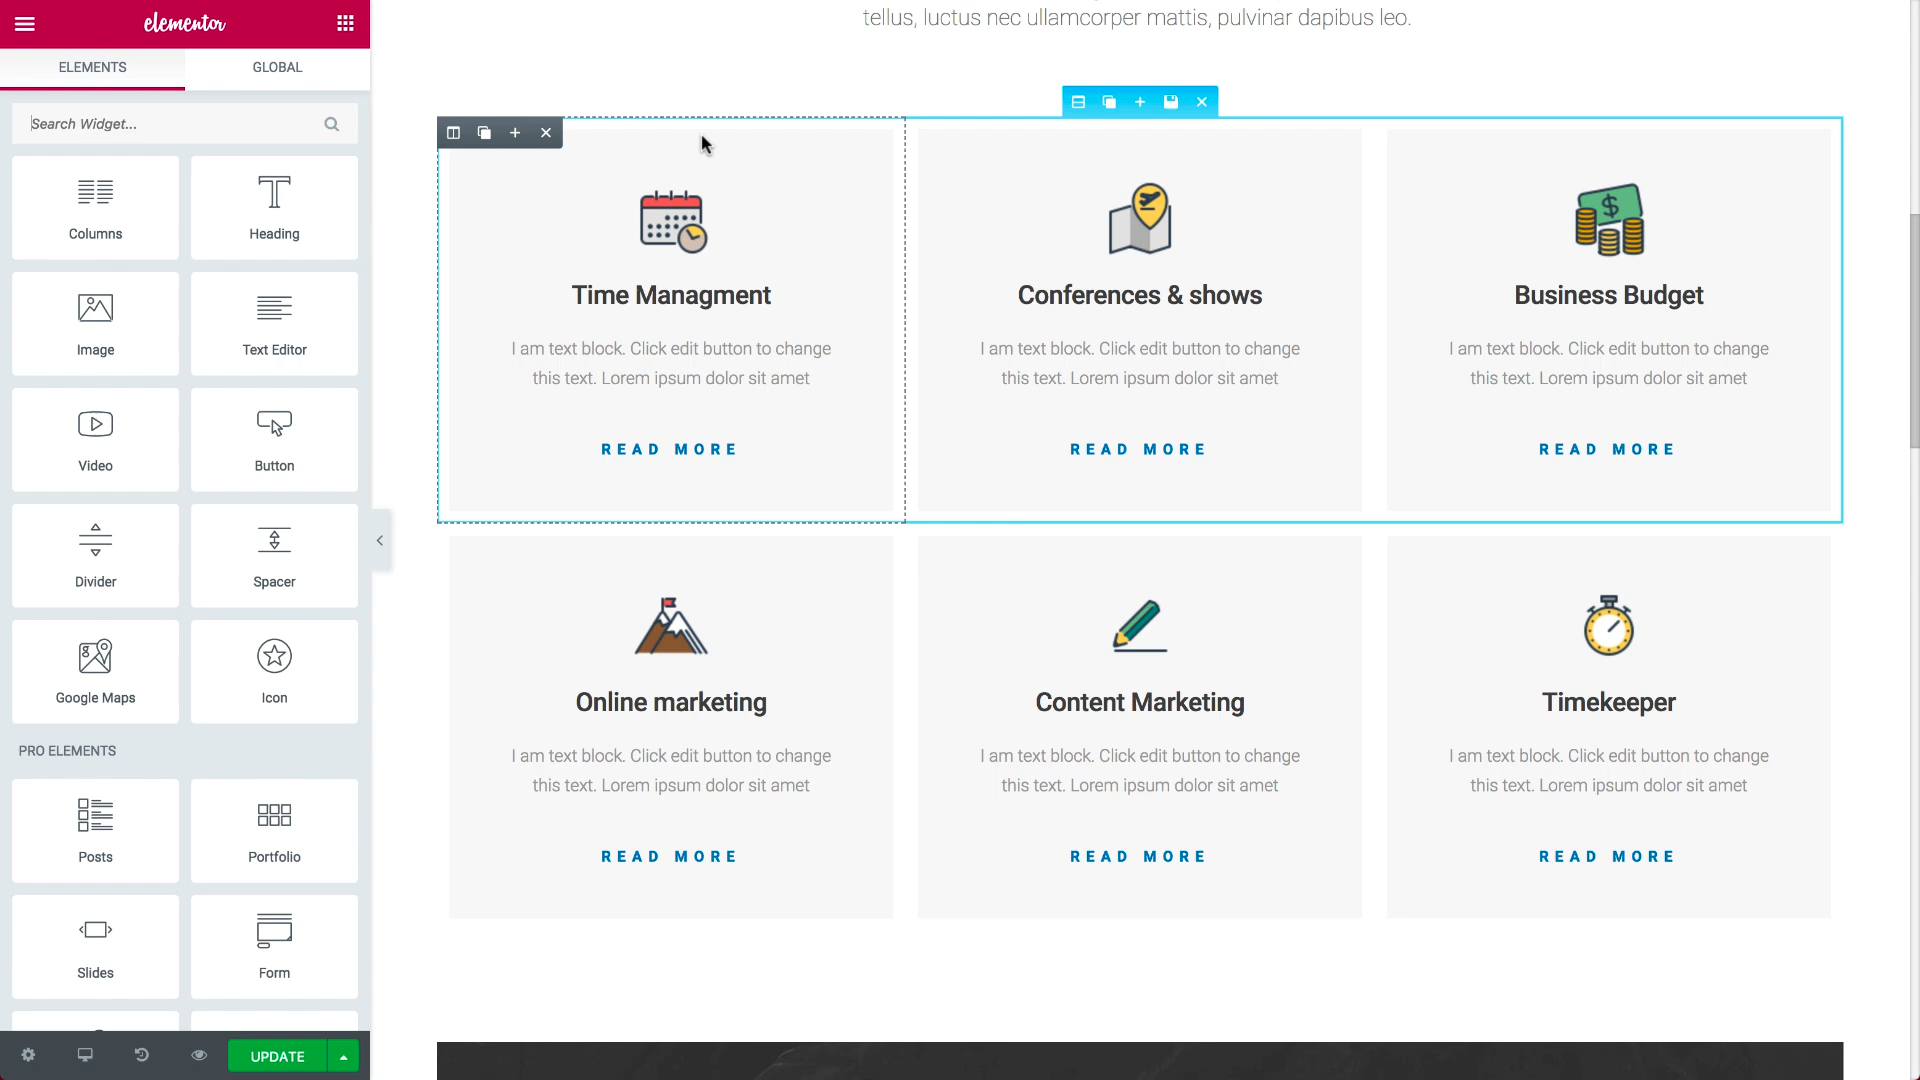 elementor
ELEMENTS
GLOBAL
Search Widget...
Columns
Heading
Image
Text Editor
Video
Button
Divider
Spacer
Google Maps
Icon
PRO ELEMENTS
Posts
Portfolio
Slides
Form
UPDATE
tellus, luctus nec ullamcorper mattis, pulvinar dapibus leo.
Time Managment
I am text block. Click edit button to change
this text. Lorem ipsum dolor sit amet
READ MORE
Conferences & shows
I am text block. Click edit button to change
this text. Lorem ipsum dolor sit amet
READ MORE
Business Budget
I am text block. Click edit button to change
this text. Lorem ipsum dolor sit amet
READ MORE
Online marketing
I am text block. Click edit button to change
this text. Lorem ipsum dolor sit amet
READ MORE
Content Marketing
I am text block. Click edit button to change
this text. Lorem ipsum dolor sit amet
READ MORE
Timekeeper
I am text block. Click edit button to change
this text. Lorem ipsum dolor sit amet
READ MORE